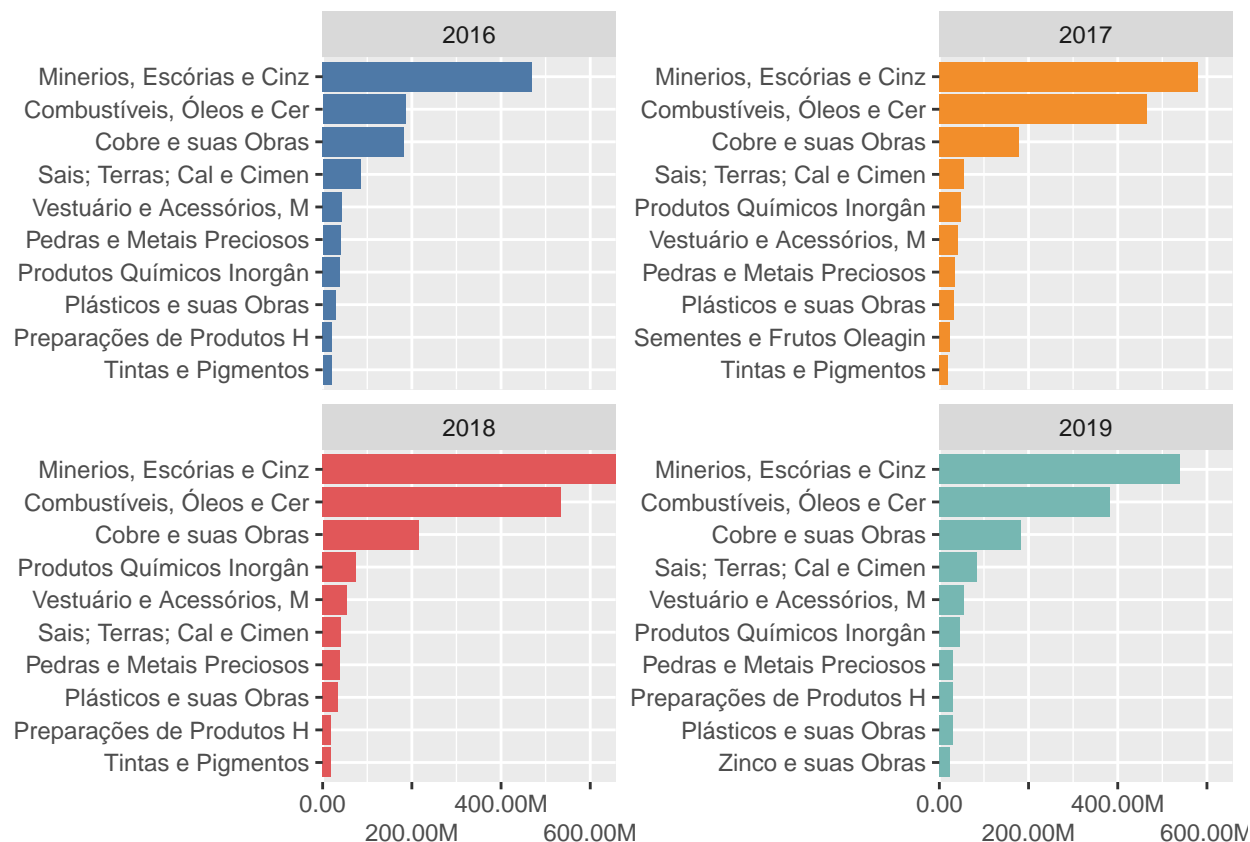 2016
Minerios, Escórias e Cinz
Combustíveis, Óleos e Cer
Cobre e suas Obras
Sais; Terras; Cal e Cimen
Vestuário e Acessórios, M
Pedras e Metais Preciosos
Produtos Químicos Inorgân
Plásticos e suas Obras
Preparações de Produtos H
Tintas e Pigmentos
2017
Minerios, Escórias e Cinz
Combustíveis, Óleos e Cer
Cobre e suas Obras
Sais; Terras; Cal e Cimen
Produtos Químicos Inorgân
Vestuário e Acessórios, M
Pedras e Metais Preciosos
Plásticos e suas Obras
Sementes e Frutos Oleagin
Tintas e Pigmentos
2018
Minerios, Escórias e Cinz
Combustíveis, Óleos e Cer
Cobre e suas Obras
Produtos Químicos Inorgân
Vestuário e Acessórios, M
Sais; Terras; Cal e Cimen
Pedras e Metais Preciosos
Plásticos e suas Obras
Preparações de Produtos H
Tintas e Pigmentos
0.00 400.00M
200.00M 600.00M
2019
Minerios, Escórias e Cinz
Combustíveis, Óleos e Cer
Cobre e suas Obras
Sais; Terras; Cal e Cimen
Vestuário e Acessórios, M
Produtos Químicos Inorgân
Pedras e Metais Preciosos
Preparações de Produtos H
Plásticos e suas Obras
Zinco e suas Obras
0.00 400.00M
200.00M 600.00M